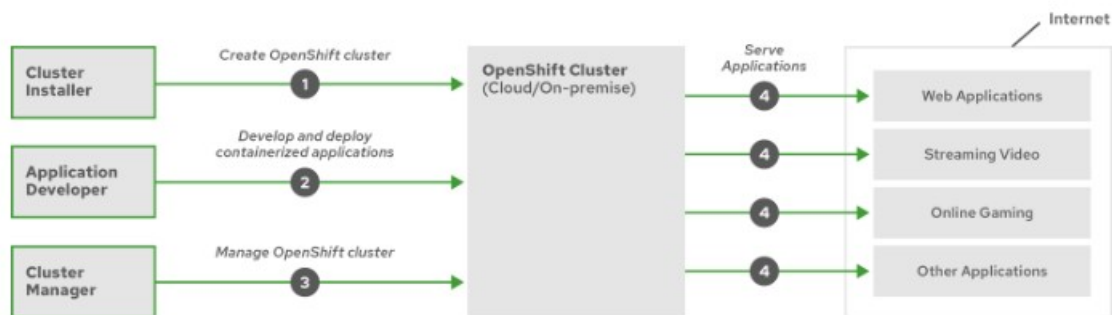 Internet
Cluster
Installer
Create OpenShift cluster
1
OpenShift Cluster
(Cloud/On-premise)
Serve
Applications
4
Web Applications
Application
Developer
Develop and deploy
containerized applications
2
4
Streaming Video
4
Online Gaming
Cluster
Manager
Manage OpenShift cluster
3
4
Other Applications